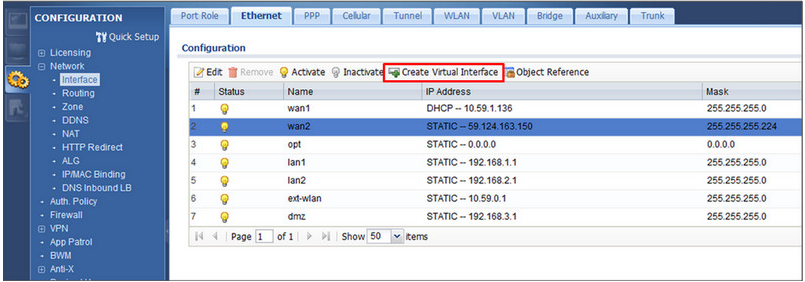 CONFIGURATION
Quick Setup
Licensing
Network
Interface
Routing
Zone
DDNS
NAT
HTTP Redirect
ALG
IP/MAC Binding
DNS Inbound LB
Auth. Policy
Firewall
VPN
App Patrol
BWM
Anti-X
Port Role Ethernet PPP Cellular Tunnel WLAN VLAN Bridge Auxiliary Trunk
Configuration
Edit Remove Activate Inactivate Create Virtual Interface Object Reference
# Status Name IP Address Mask
1 wan1 DHCP -- 10.59.1.136 255.255.255.0
2 wan2 STATIC -- 59.124.163.150 255.255.255.224
3 opt STATIC -- 0.0.0.0 0.0.0.0
4 lan1 STATIC -- 192.168.1.1 255.255.255.0
5 lan2 STATIC -- 192.168.2.1 255.255.255.0
6 ext-wlan STATIC -- 10.59.0.1 255.255.255.0
7 dmz STATIC -- 192.168.3.1 255.255.255.0
Page 1 of 1 Show 50 items